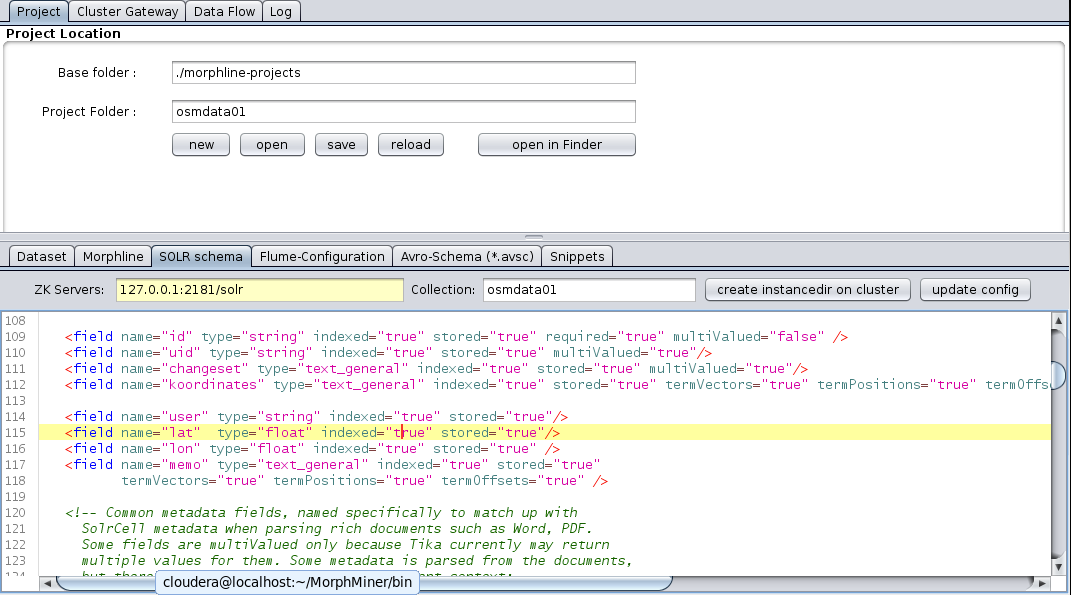 Project Cluster Gateway Data Flow Log
Project Location
Base folder : ./morphline-projects
Project Folder : osmdata01
new open save reload open in Finder
Dataset Morphline SOLR schema Flume-Configuration Avro-Schema (*.avsc) Snippets
ZK Servers: 127.0.0.1:2181/solr Collection: osmdata01 create instancedir on cluster update config
108
109 <field name="id" type="string" indexed="true" stored="true" required="true" multiValued="false" />
110 <field name="uid" type="string" indexed="true" stored="true" multiValued="true"/>
111 <field name="changeset" type="text_general" indexed="true" stored="true" multiValued="true"/>
112 <field name="koordinates" type="text_general" indexed="true" stored="true" termVectors="true" termPositions="true" termOffs
113
114 <field name="user" type="string" indexed="true" stored="true"/>
115 <field name="lat"  type="float" indexed="true" stored="true"/>
116 <field name="lon" type="float" indexed="true" stored="true" />
117 <field name="memo" type="text_general" indexed="true" stored="true"
118 termVectors="true" termPositions="true" termOffsets="true" />
119
120 <!-- Common metadata fields, named specifically to match up with
121 SolrCell metadata when parsing rich documents such as Word, PDF.
122 Some fields are multiValued only because Tika currently may return
123 multiple values for them. Some metadata is parsed from the documents,
124
cloudera@localhost:~/MorphMiner/bin